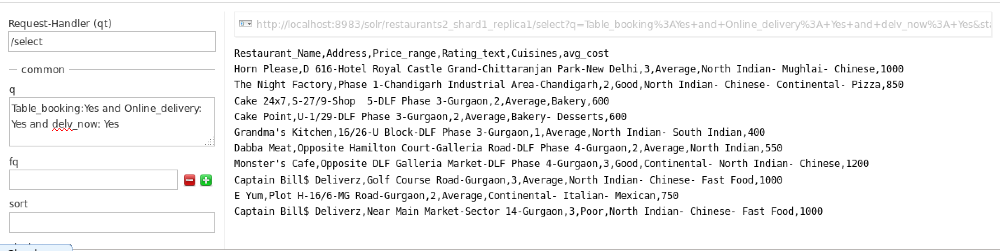 Request-Handler (qt)
/select
common
q
Table_booking:Yes and Online_delivery:
Yes and delv_now: Yes
fq
sort
http://localhost:8983/solr/restaurants2_shard1_replica1/select?q=Table_booking%3AYes+and+Online_delivery%3A+Yes+and+delv_now%3A+Yes&sta
Restaurant_Name,Address,Price_range,Rating_text,Cuisines,avg_cost
Horn Please,D 616-Hotel Royal Castle Grand-Chittaranjan Park-New Delhi,3,Average,North Indian- Mughlai- Chinese,1000
The Night Factory,Phase 1-Chandigarh Industrial Area-Chandigarh,2,Good,North Indian- Chinese- Continental- Pizza,850
Cake 24x7,S-27/9-Shop  5-DLF Phase 3-Gurgaon,2,Average,Bakery,600
Cake Point,U-1/29-DLF Phase 3-Gurgaon,2,Average,Bakery- Desserts,600
Grandma's Kitchen,16/26-U Block-DLF Phase 3-Gurgaon,1,Average,North Indian- South Indian,400
Dabba Meat,Opposite Hamilton Court-Galleria Road-DLF Phase 4-Gurgaon,2,Average,North Indian,550
Monster's Cafe,Opposite DLF Galleria Market-DLF Phase 4-Gurgaon,3,Good,Continental- North Indian- Chinese,1200
Captain Bill$ Deliverz,Golf Course Road-Gurgaon,3,Average,North Indian- Chinese- Fast Food,1000
E Yum,Plot H-16/6-MG Road-Gurgaon,2,Average,Continental- Italian- Mexican,750
Captain Bill$ Deliverz,Near Main Market-Sector 14-Gurgaon,3,Poor,North Indian- Chinese- Fast Food,1000